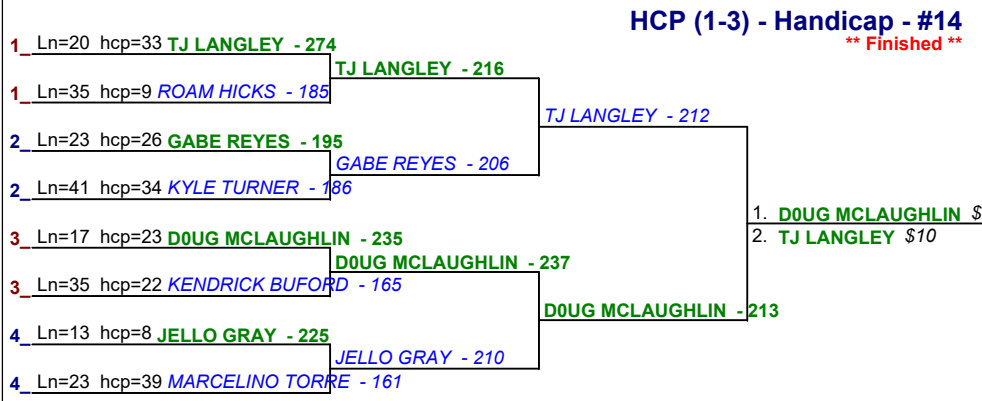 HCP (1-3) - Handicap - #14
** Finished **
1_ Ln=20 hcp=33 TJ LANGLEY - 274
TJ LANGLEY - 216
1_ Ln=35 hcp=9 ROAM HICKS - 185
TJ LANGLEY - 212
2_ Ln=23 hcp=26 GABE REYES - 195
GABE REYES - 206
2_ Ln=41 hcp=34 KYLE TURNER - 186
1. D0UG MCLAUGHLIN $
2. TJ LANGLEY $10
3_ Ln=17 hcp=23 D0UG MCLAUGHLIN - 235
D0UG MCLAUGHLIN - 237
3_ Ln=35 hcp=22 KENDRICK BUFORD - 165
D0UG MCLAUGHLIN - 213
4_ Ln=13 hcp=8 JELLO GRAY - 225
JELLO GRAY - 210
4_ Ln=23 hcp=39 MARCELINO TORRE - 161